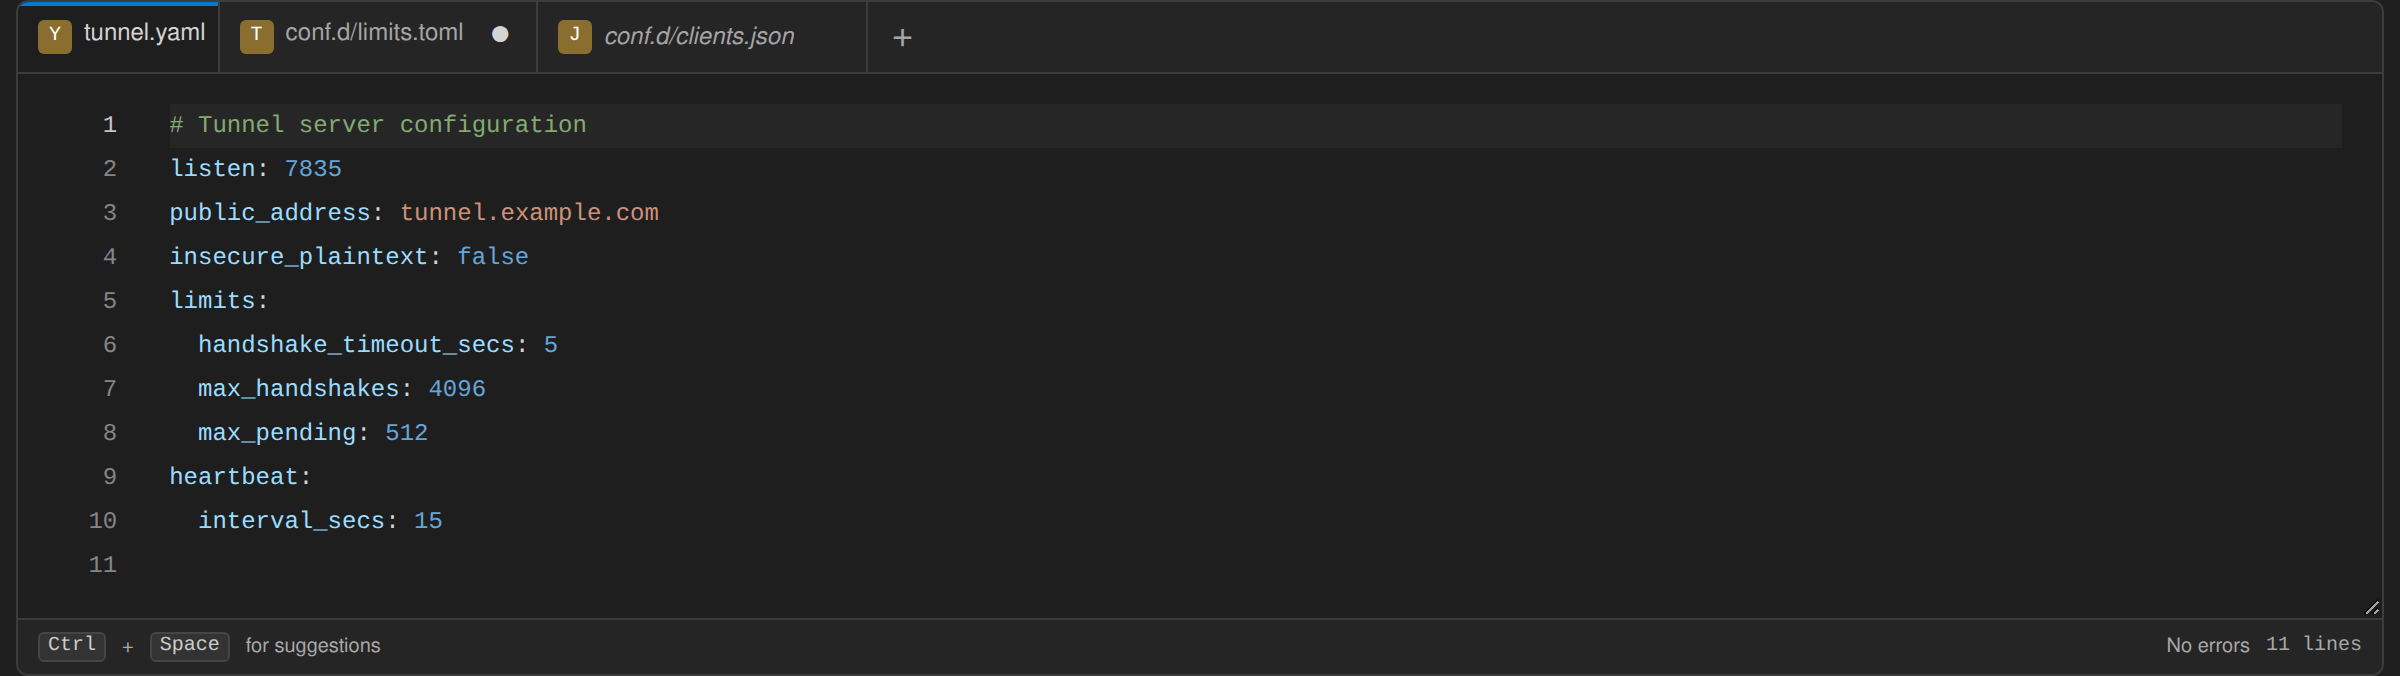 Y tunnel.yaml T conf.d/limits.toml ● J conf.d/clients.json +
1 # Tunnel server configuration
2 listen: 7835
3 public_address: tunnel.example.com
4 insecure_plaintext: false
5 limits:
6   handshake_timeout_secs: 5
7   max_handshakes: 4096
8   max_pending: 512
9 heartbeat:
10   interval_secs: 15
11
Ctrl + Space for suggestions No errors 11 lines